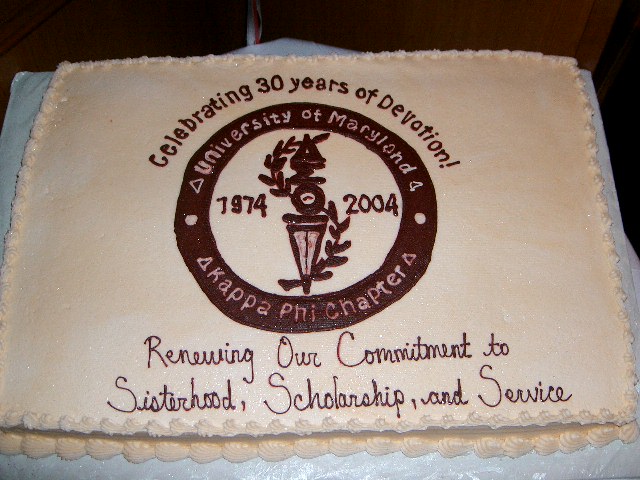 Celebrating 30 years of Devotion!
University of Maryland
1974 2004
Kappa Phi Chapter
Renewing Our Commitment to
Sisterhood, Scholarship, and Service